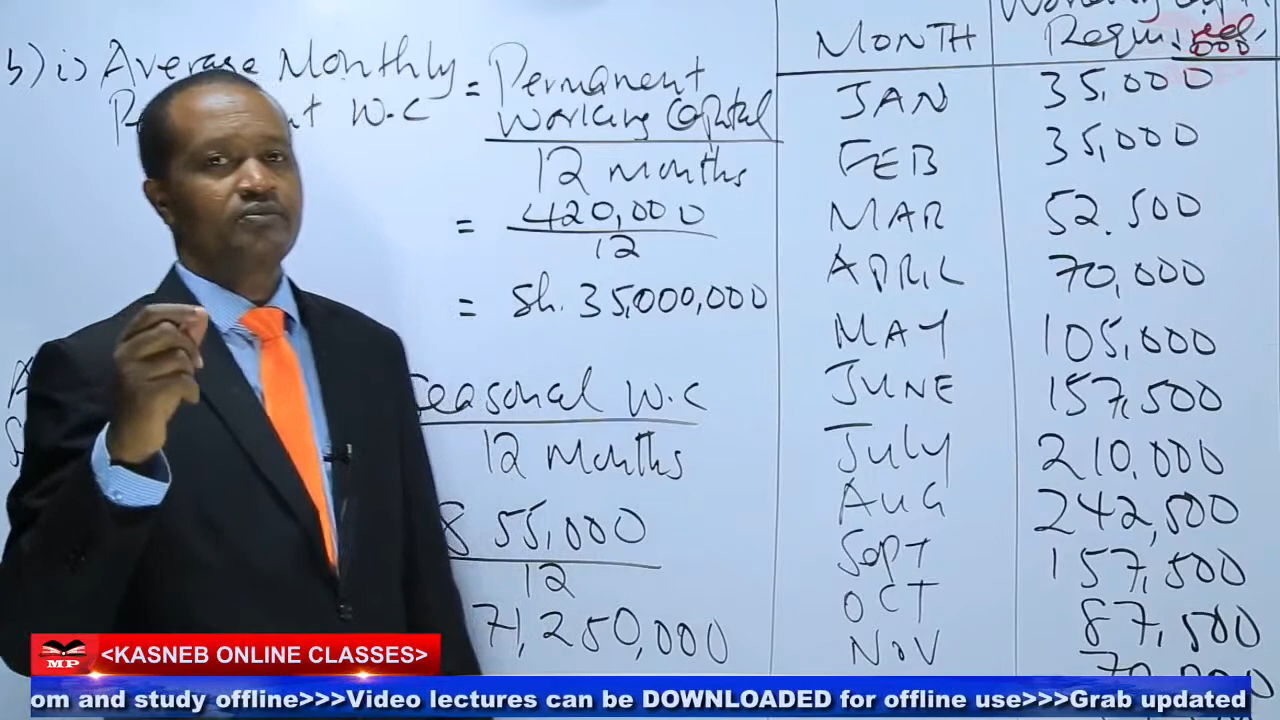 b) i) Average Monthly
W.C
= Permanent
Working Capital
12 months
= 420,000
12
= Sh. 35,000,000
Seasonal W.C
12 Months
855,000
12
71,250,000
MONTH Required
000
JAN 35,000
FEB 35,000
MAR 52.500
APRIL 70,000
MAY 105,000
JUNE 157,500
July 210,000
AUG 242,500
Sept 157,500
OCT 87,500
NOV
MP <KASNEB ONLINE CLASSES>
om and study offline>>>Video lectures can be DOWNLOADED for offline use>>>Grab updated